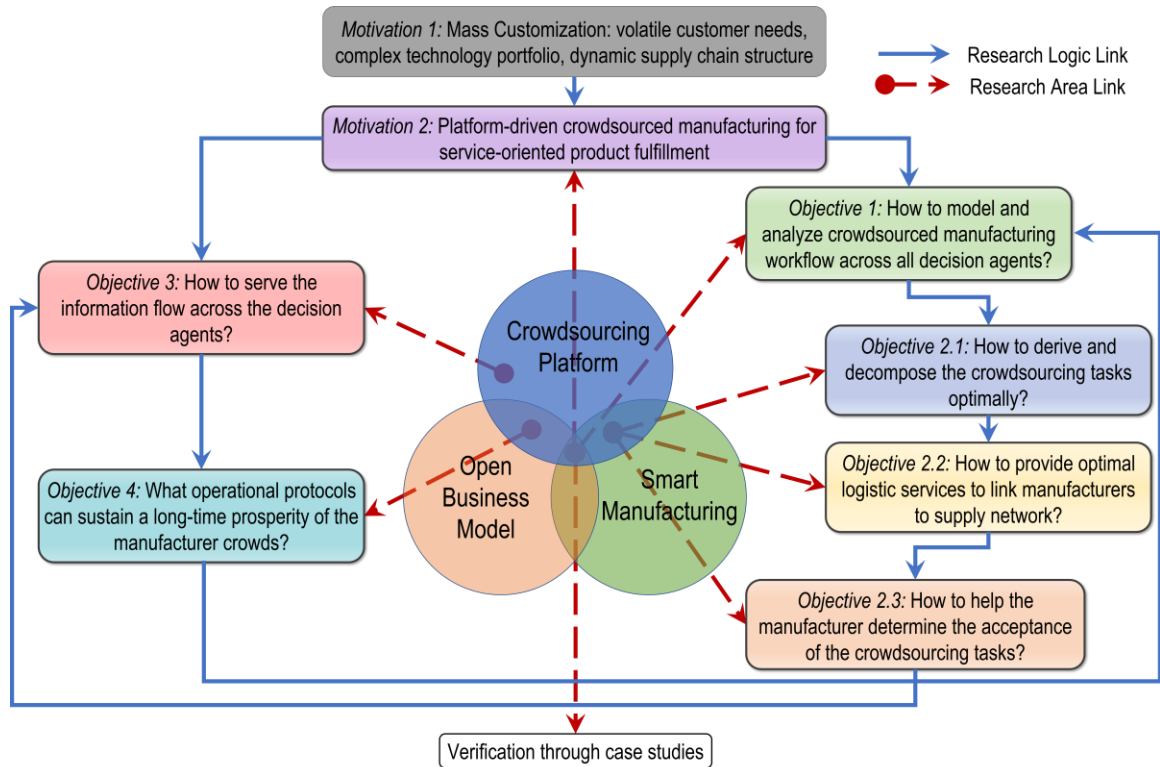 Motivation 1: Mass Customization: volatile customer needs,
complex technology portfolio, dynamic supply chain structure
Research Logic Link
Research Area Link
Motivation 2: Platform-driven crowdsourced manufacturing for
service-oriented product fulfillment
Objective 1: How to model and
analyze crowdsourced manufacturing
workflow across all decision agents?
Objective 3: How to serve the
information flow across the decision
agents?
Crowdsourcing
Platform
Objective 2.1: How to derive and
decompose the crowdsourcing tasks
optimally?
Objective 4: What operational protocols
can sustain a long-time prosperity of the
manufacturer crowds?
Open
Business
Model
Smart
Manufacturing
Objective 2.2: How to provide optimal
logistic services to link manufacturers
to supply network?
Objective 2.3: How to help the
manufacturer determine the acceptance
of the crowdsourcing tasks?
Verification through case studies